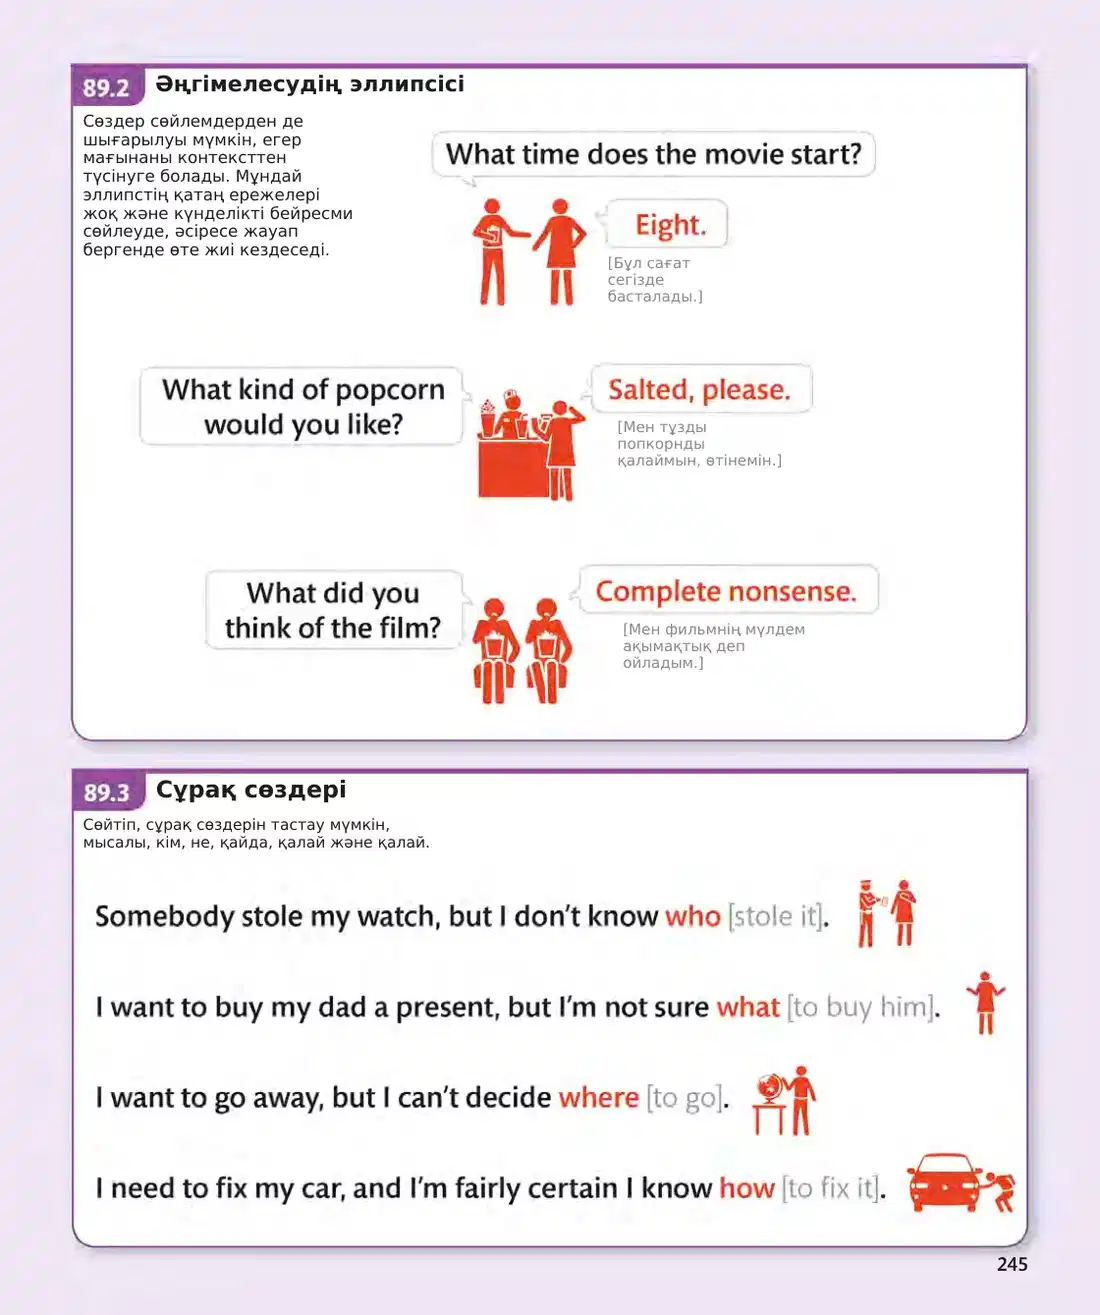 89.2 Әңгімелесудің эллипсісі
Сөздер сөйлемдерден де
шығарылуы мүмкін, егер
мағынаны контексттен
түсінуге болады. Мұндай
эллипстің қатаң ережелері
жоқ және күнделікті бейресми
сөйлеуде, әсіресе жауап
бергенде өте жиі кездеседі.
What time does the movie start?
Eight.
[Бұл сағат
сегізде
басталады.]
What kind of popcorn
would you like?
Salted, please.
[Мен тұзды
попкорнды
қалаймын, өтінемін.]
What did you
think of the film?
Complete nonsense.
[Мен фильмнің мүлдем
ақымақтық деп
ойладым.]
89.3 Сұрақ сөздері
Сөйтіп, сұрақ сөздерін тастау мүмкін,
мысалы, кім, не, қайда, қалай және қалай.
Somebody stole my watch, but I don't know who [stole it].
I want to buy my dad a present, but I'm not sure what [to buy him].
I want to go away, but I can't decide where [to go].
I need to fix my car, and I'm fairly certain I know how [to fix it].
245